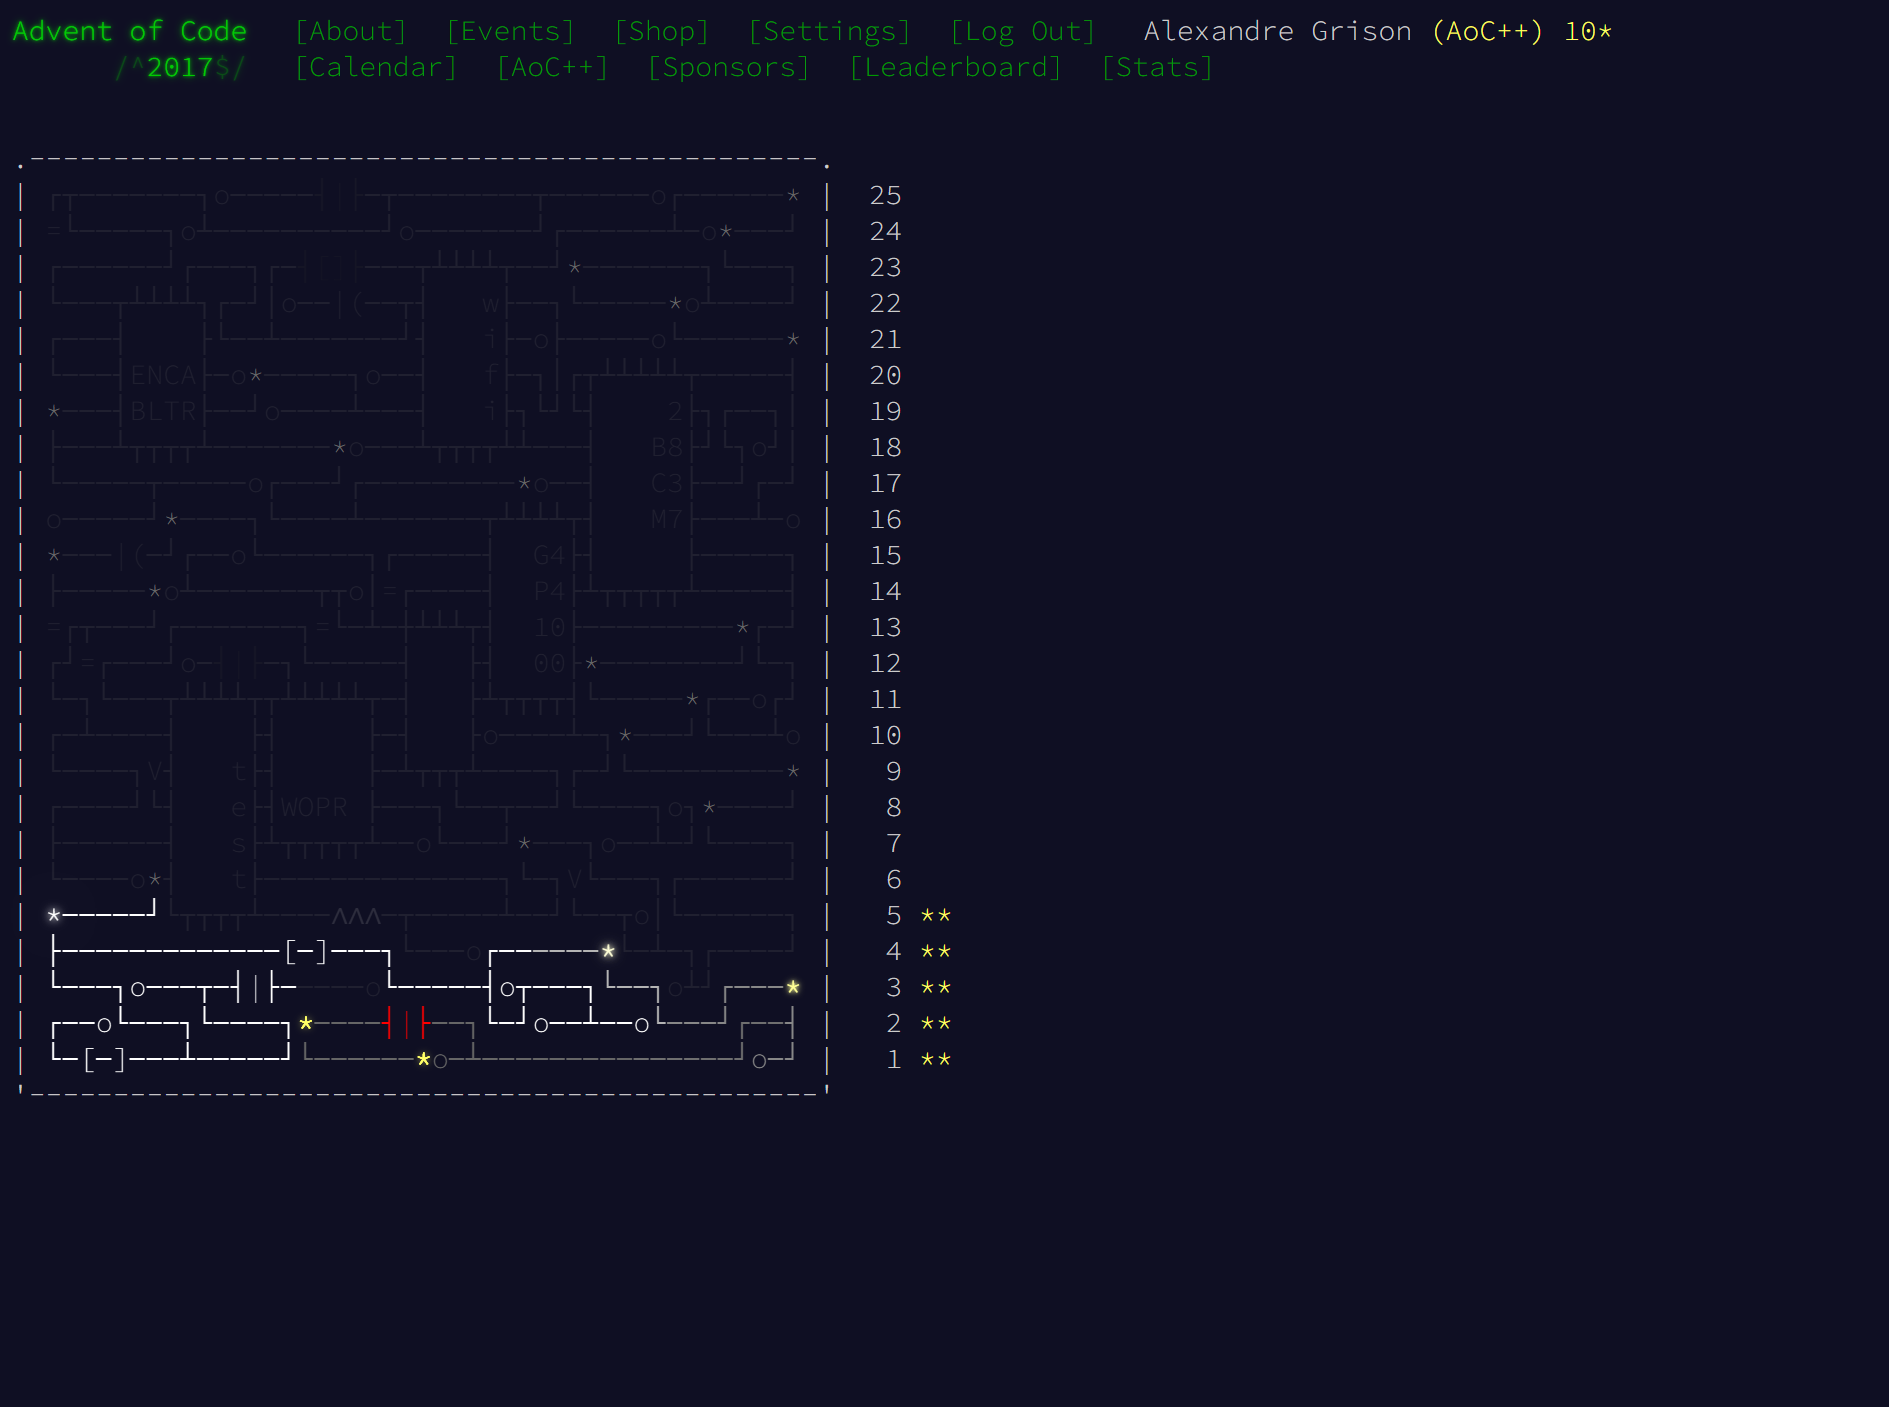 Advent of Code [About] [Events] [Shop] [Settings] [Log Out] Alexandre Grison (AoC++) 10*
/^2017$/ [Calendar] [AoC++] [Sponsors] [Leaderboard] [Stats]
25
24
23
w 22
i 21
ENCA f 20
BLTR i 2 19
B8 18
C3 17
M7 16
G4 15
P4 14
10 13
00 12
11
10
V t 9
e WOPR 8
s 7
t V 6
^^^ 5 **
[-] 4 **
3 **
2 **
[-] 1 **